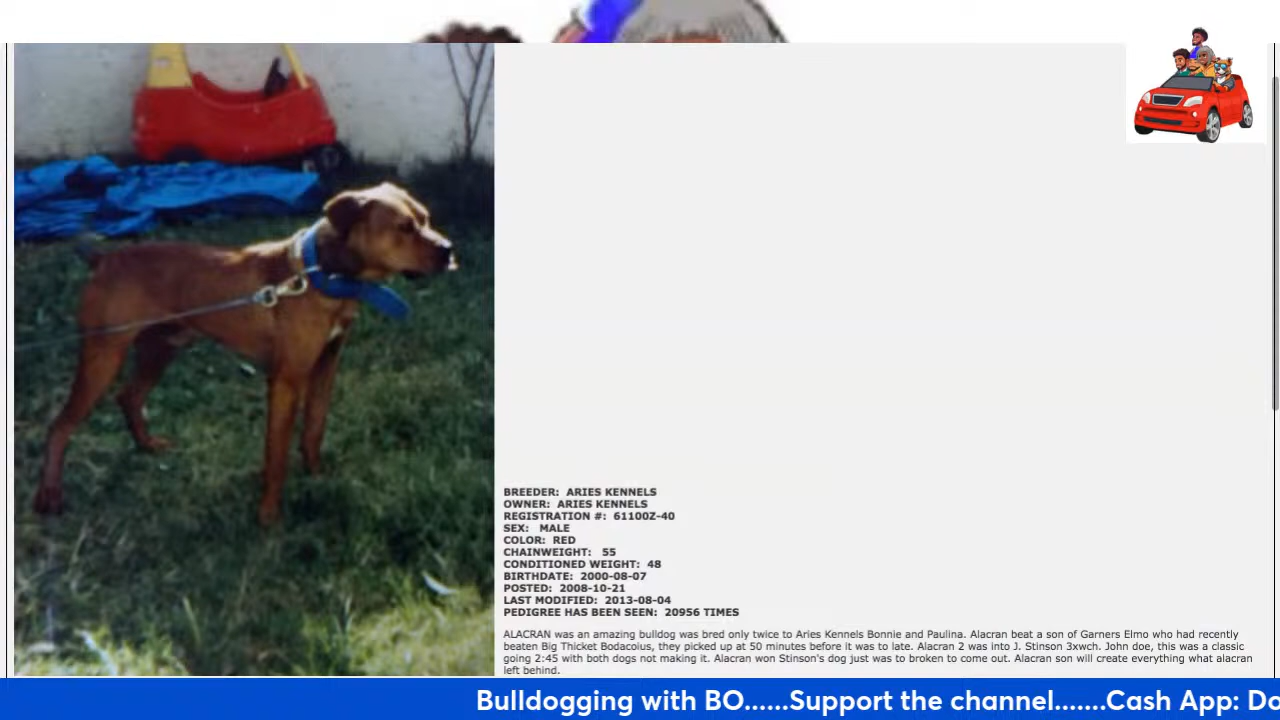 BREEDER: ARIES KENNELS
OWNER: ARIES KENNELS
REGISTRATION #: 61100Z-40
SEX: MALE
COLOR: RED
CHAINWEIGHT: 55
CONDITIONED WEIGHT: 48
BIRTHDATE: 2000-08-07
POSTED: 2008-10-21
LAST MODIFIED: 2013-08-04
PEDIGREE HAS BEEN SEEN: 20956 TIMES
ALACRAN was an amazing bulldog was bred only twice to Aries Kennels Bonnie and Paulina. Alacran beat a son of Garners Elmo who had recently
beaten Big Thicket Bodacoius, they picked up at 50 minutes before it was to late. Alacran 2 was into J. Stinson 3xwch. John doe, this was a classic
going 2:45 with both dogs not making it. Alacran won Stinson's dog just was to broken to come out. Alacran son will create everything what alacran
left behind.
Bulldogging with BO......Support the channel.......Cash App: Do